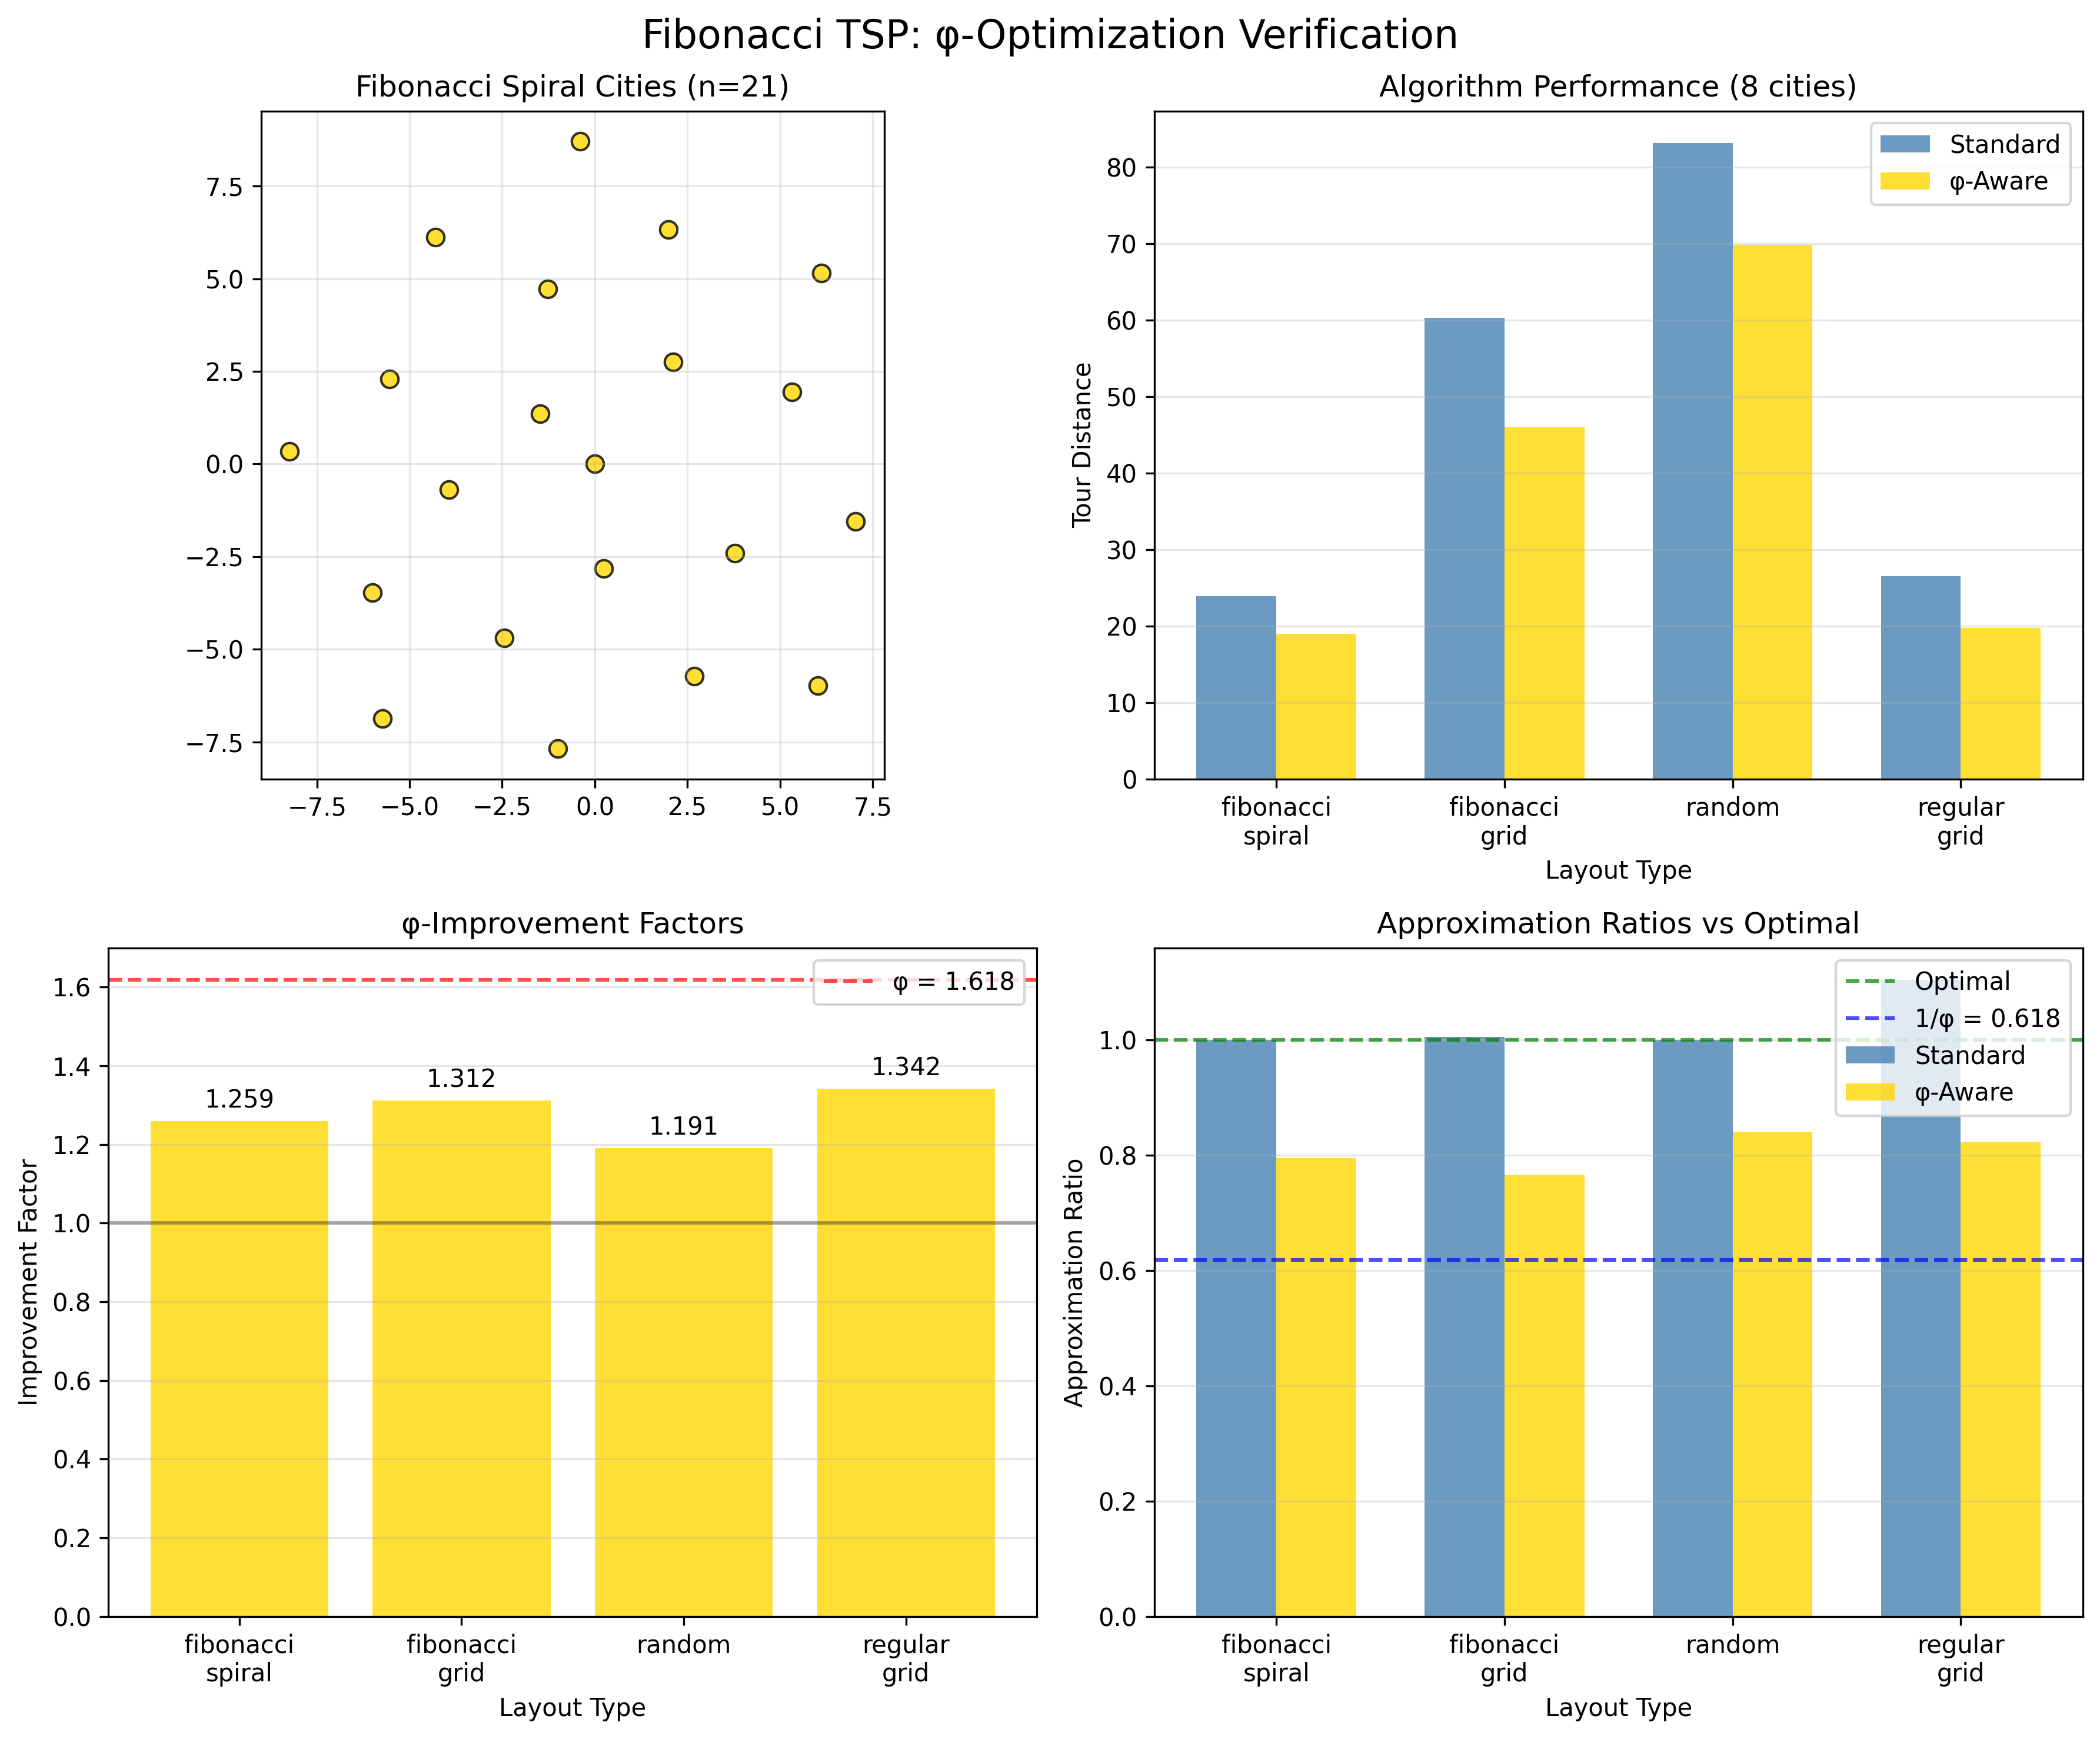 Fibonacci TSP: φ-Optimization Verification
Fibonacci Spiral Cities (n=21)
7.5
5.0
2.5
0.0
−2.5
−5.0
−7.5
−7.5 −5.0 −2.5 0.0 2.5 5.0 7.5
Algorithm Performance (8 cities)
Standard
φ-Aware
Tour Distance
80
70
60
50
40
30
20
10
0
fibonacci spiral
fibonacci grid
random
regular grid
Layout Type
φ-Improvement Factors
φ = 1.618
Improvement Factor
1.6
1.4
1.2
1.0
0.8
0.6
0.4
0.2
0.0
1.259
1.312
1.191
1.342
fibonacci spiral
fibonacci grid
random
regular grid
Layout Type
Approximation Ratios vs Optimal
Optimal
1/φ = 0.618
Standard
φ-Aware
Approximation Ratio
1.0
0.8
0.6
0.4
0.2
0.0
fibonacci spiral
fibonacci grid
random
regular grid
Layout Type